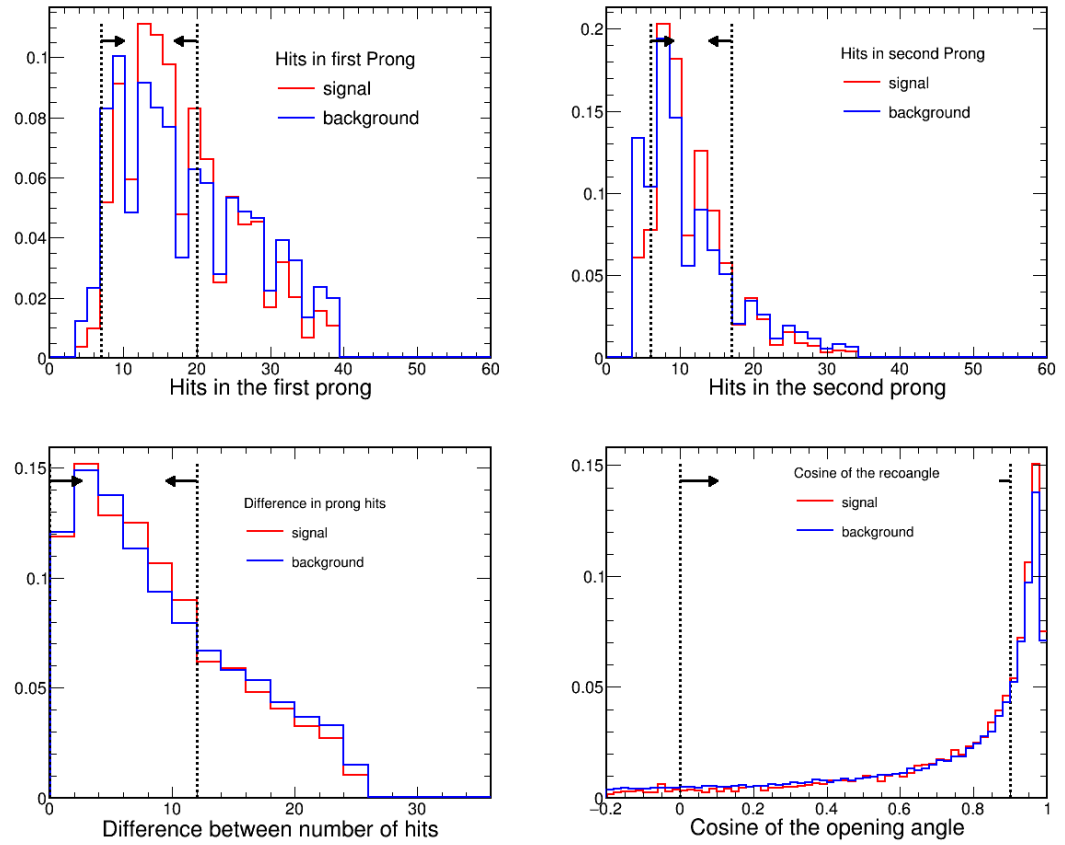 0.1
0.08
0.06
0.04
0.02
0
Hits in first Prong
signal
background
0 10 20 30 40 50 60
Hits in the first prong
0.2
0.15
0.1
0.05
0
Hits in second Prong
signal
background
0 10 20 30 40 50 60
Hits in the second prong
0.15
0.1
0.05
0
Difference in prong hits
signal
background
0 10 20 30
Difference between number of hits
0.15
0.1
0.05
0
Cosine of the recoangle
signal
background
−0.2 0 0.2 0.4 0.6 0.8 1
Cosine of the opening angle